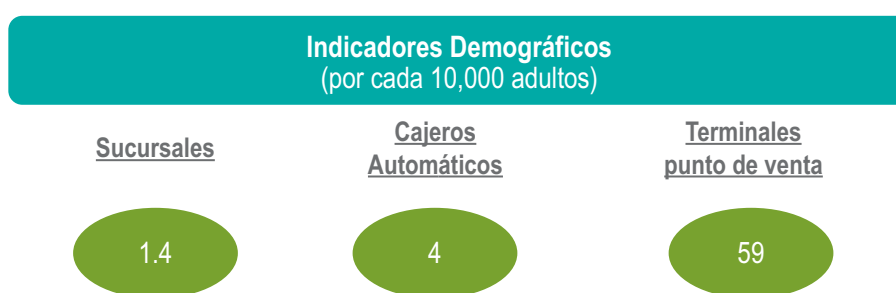 Indicadores Demográficos
(por cada 10,000 adultos)
Sucursales
Cajeros
Automáticos
Terminales
punto de venta
1.4
4
59